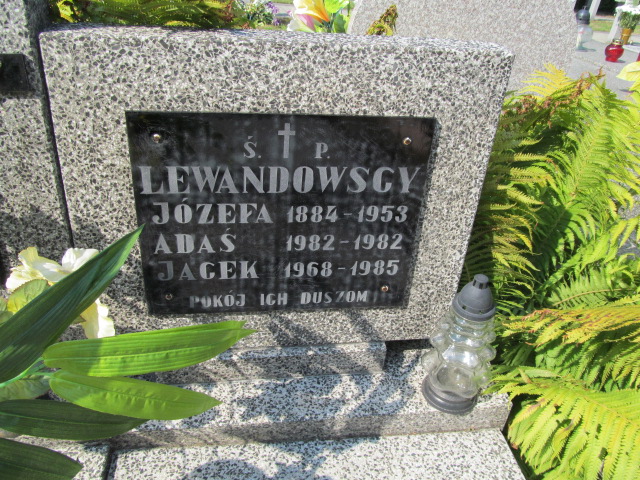 Ś. P.
LEWANDOWSCY
JÓZEFA 1884-1953
ADAŚ 1982-1982
JACEK 1968-1985
POKÓJ ICH DUSZOM